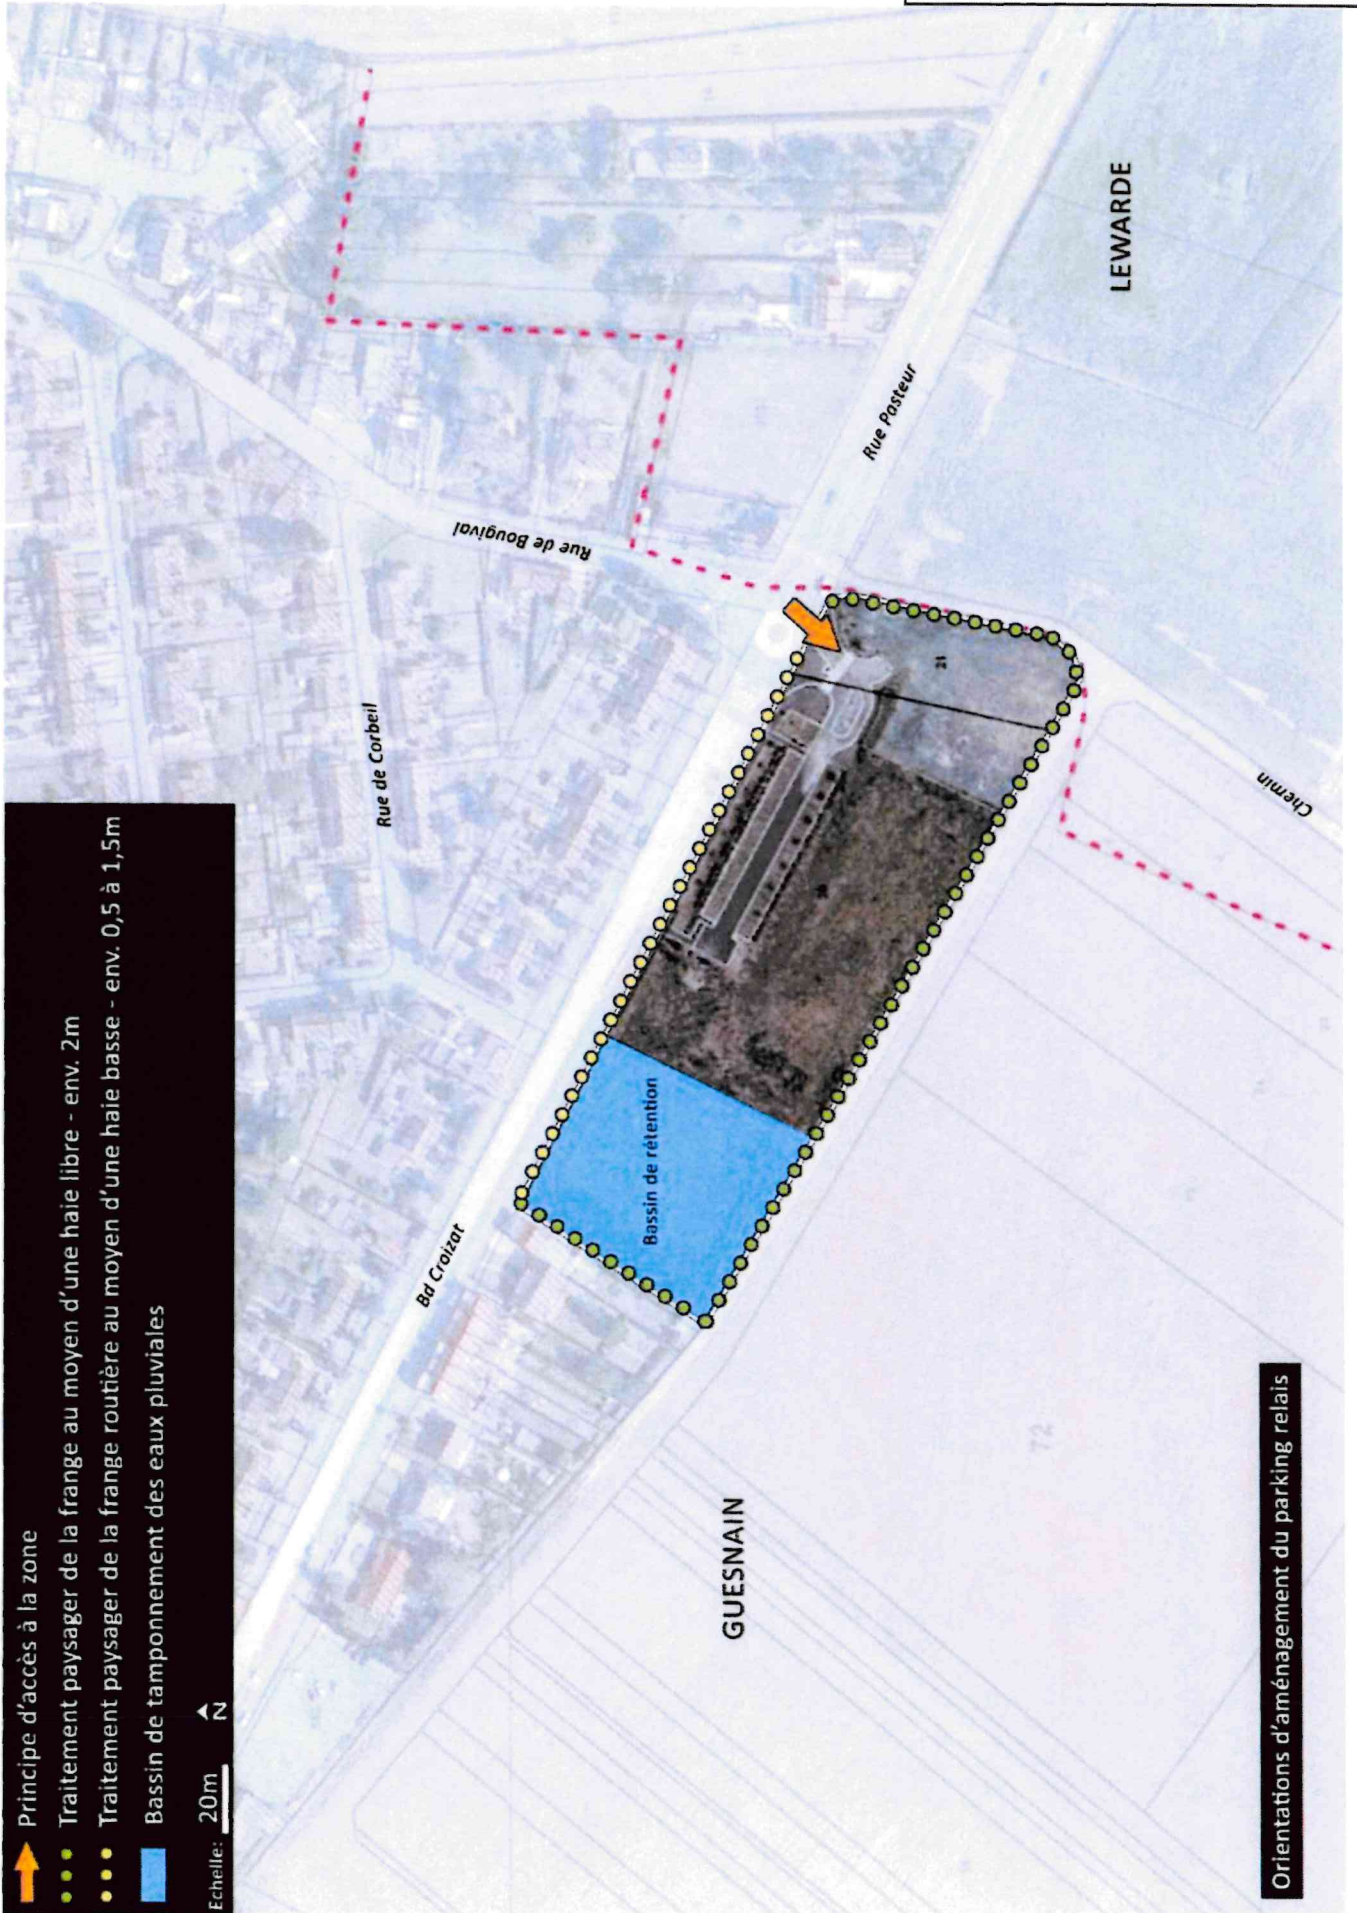 Principe d'accès à la zone
Traitement paysager de la frange au moyen d'une haie libre - env. 2m
Traitement paysager de la frange routière au moyen d'une haie basse - env. 0,5 à 1,5m
Bassin de tamponnement des eaux pluviales
Echelle: 20m
N
Rue de Corbeil
Rue de Bougival
Bd Croizat
Rue Pasteur
Bassin de rétention
21
LEWARDE
Chemin
GUESNAIN
72
Orientations d'aménagement du parking relais